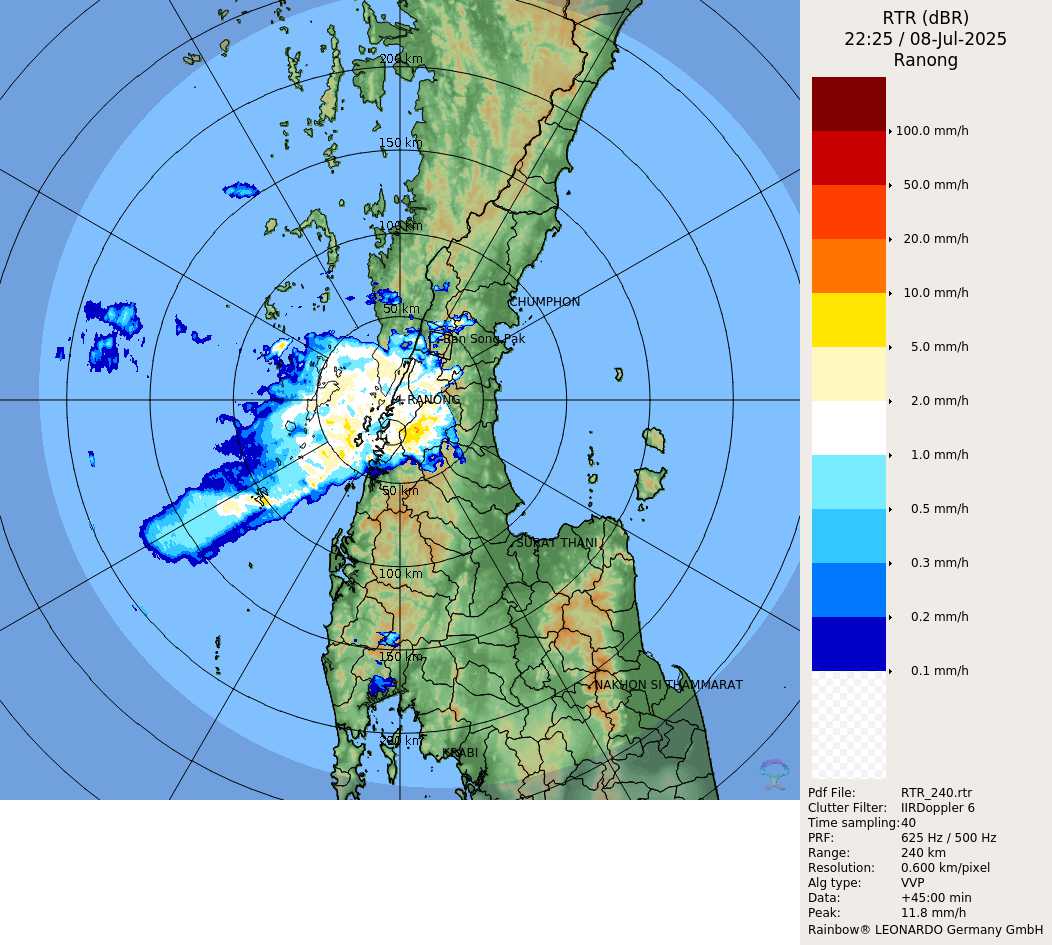 RTR (dBR)
22:25 / 08-Jul-2025
Ranong
100.0 mm/h
50.0 mm/h
20.0 mm/h
10.0 mm/h
5.0 mm/h
2.0 mm/h
1.0 mm/h
0.5 mm/h
0.3 mm/h
0.2 mm/h
0.1 mm/h
Pdf File: RTR_240.rtr
Clutter Filter: IIRDoppler 6
Time sampling: 40
PRF: 625 Hz / 500 Hz
Range: 240 km
Resolution: 0.600 km/pixel
Alg type: VVP
Data: +45:00 min
Peak: 11.8 mm/h
Rainbow® LEONARDO Germany GmbH
200 km
150 km
100 km
CHUMPHON
50 km
Ban Song Pak
RANONG
50 km
SURAT THANI
100 km
150 km
NAKHON SI THAMMARAT
200 km
KRABI